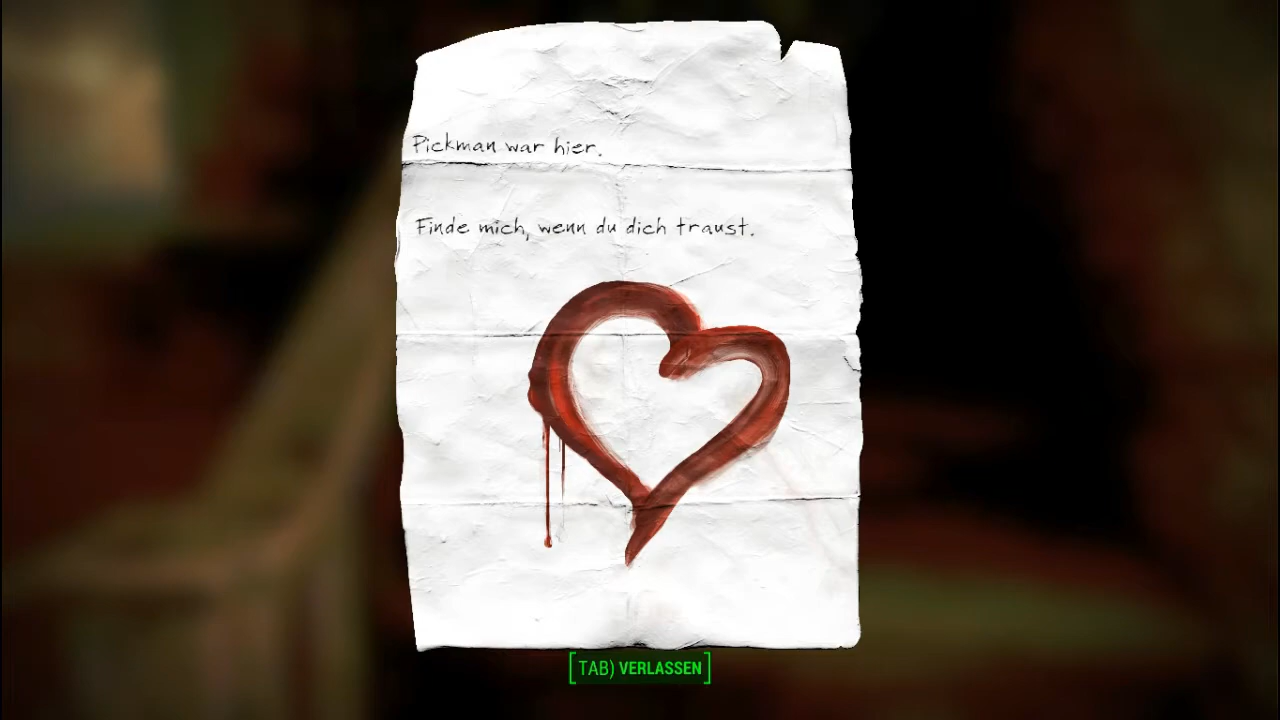 Pickman war hier.
Finde mich, wenn du dich traust.
[TAB) VERLASSEN]